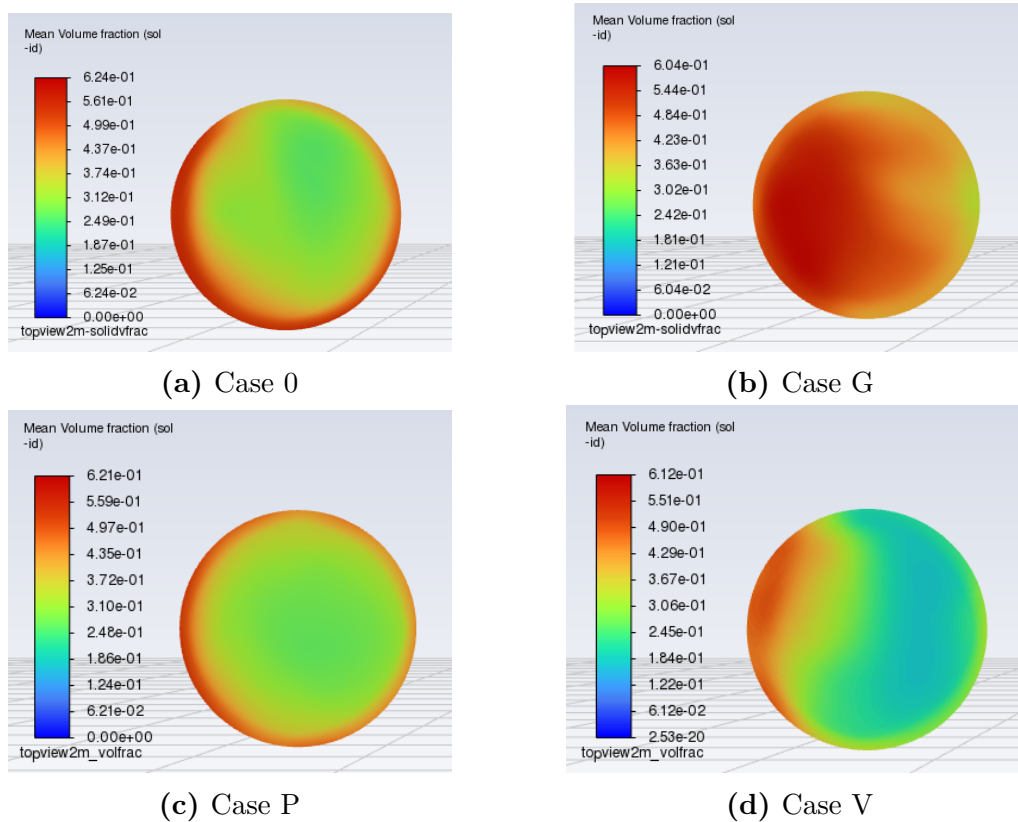 Mean Volume fraction (sol
-id)
6.24e-01
5.61e-01
4.99e-01
4.37e-01
3.74e-01
3.12e-01
2.49e-01
1.87e-01
1.25e-01
6.24e-02
0.00e+00
topview2m-solidvfrac
(a) Case 0
Mean Volume fraction (sol
-id)
6.04e-01
5.44e-01
4.84e-01
4.23e-01
3.63e-01
3.02e-01
2.42e-01
1.81e-01
1.21e-01
6.04e-02
0.00e+00
topview2m-solidvfrac
(b) Case G
Mean Volume fraction (sol
-id)
6.21e-01
5.59e-01
4.97e-01
4.35e-01
3.72e-01
3.10e-01
2.48e-01
1.86e-01
1.24e-01
6.21e-02
0.00e+00
topview2m_volfrac
(c) Case P
Mean Volume fraction (sol
-id)
6.12e-01
5.51e-01
4.90e-01
4.29e-01
3.67e-01
3.06e-01
2.45e-01
1.84e-01
1.22e-01
6.12e-02
2.53e-20
topview2m_volfrac
(d) Case V